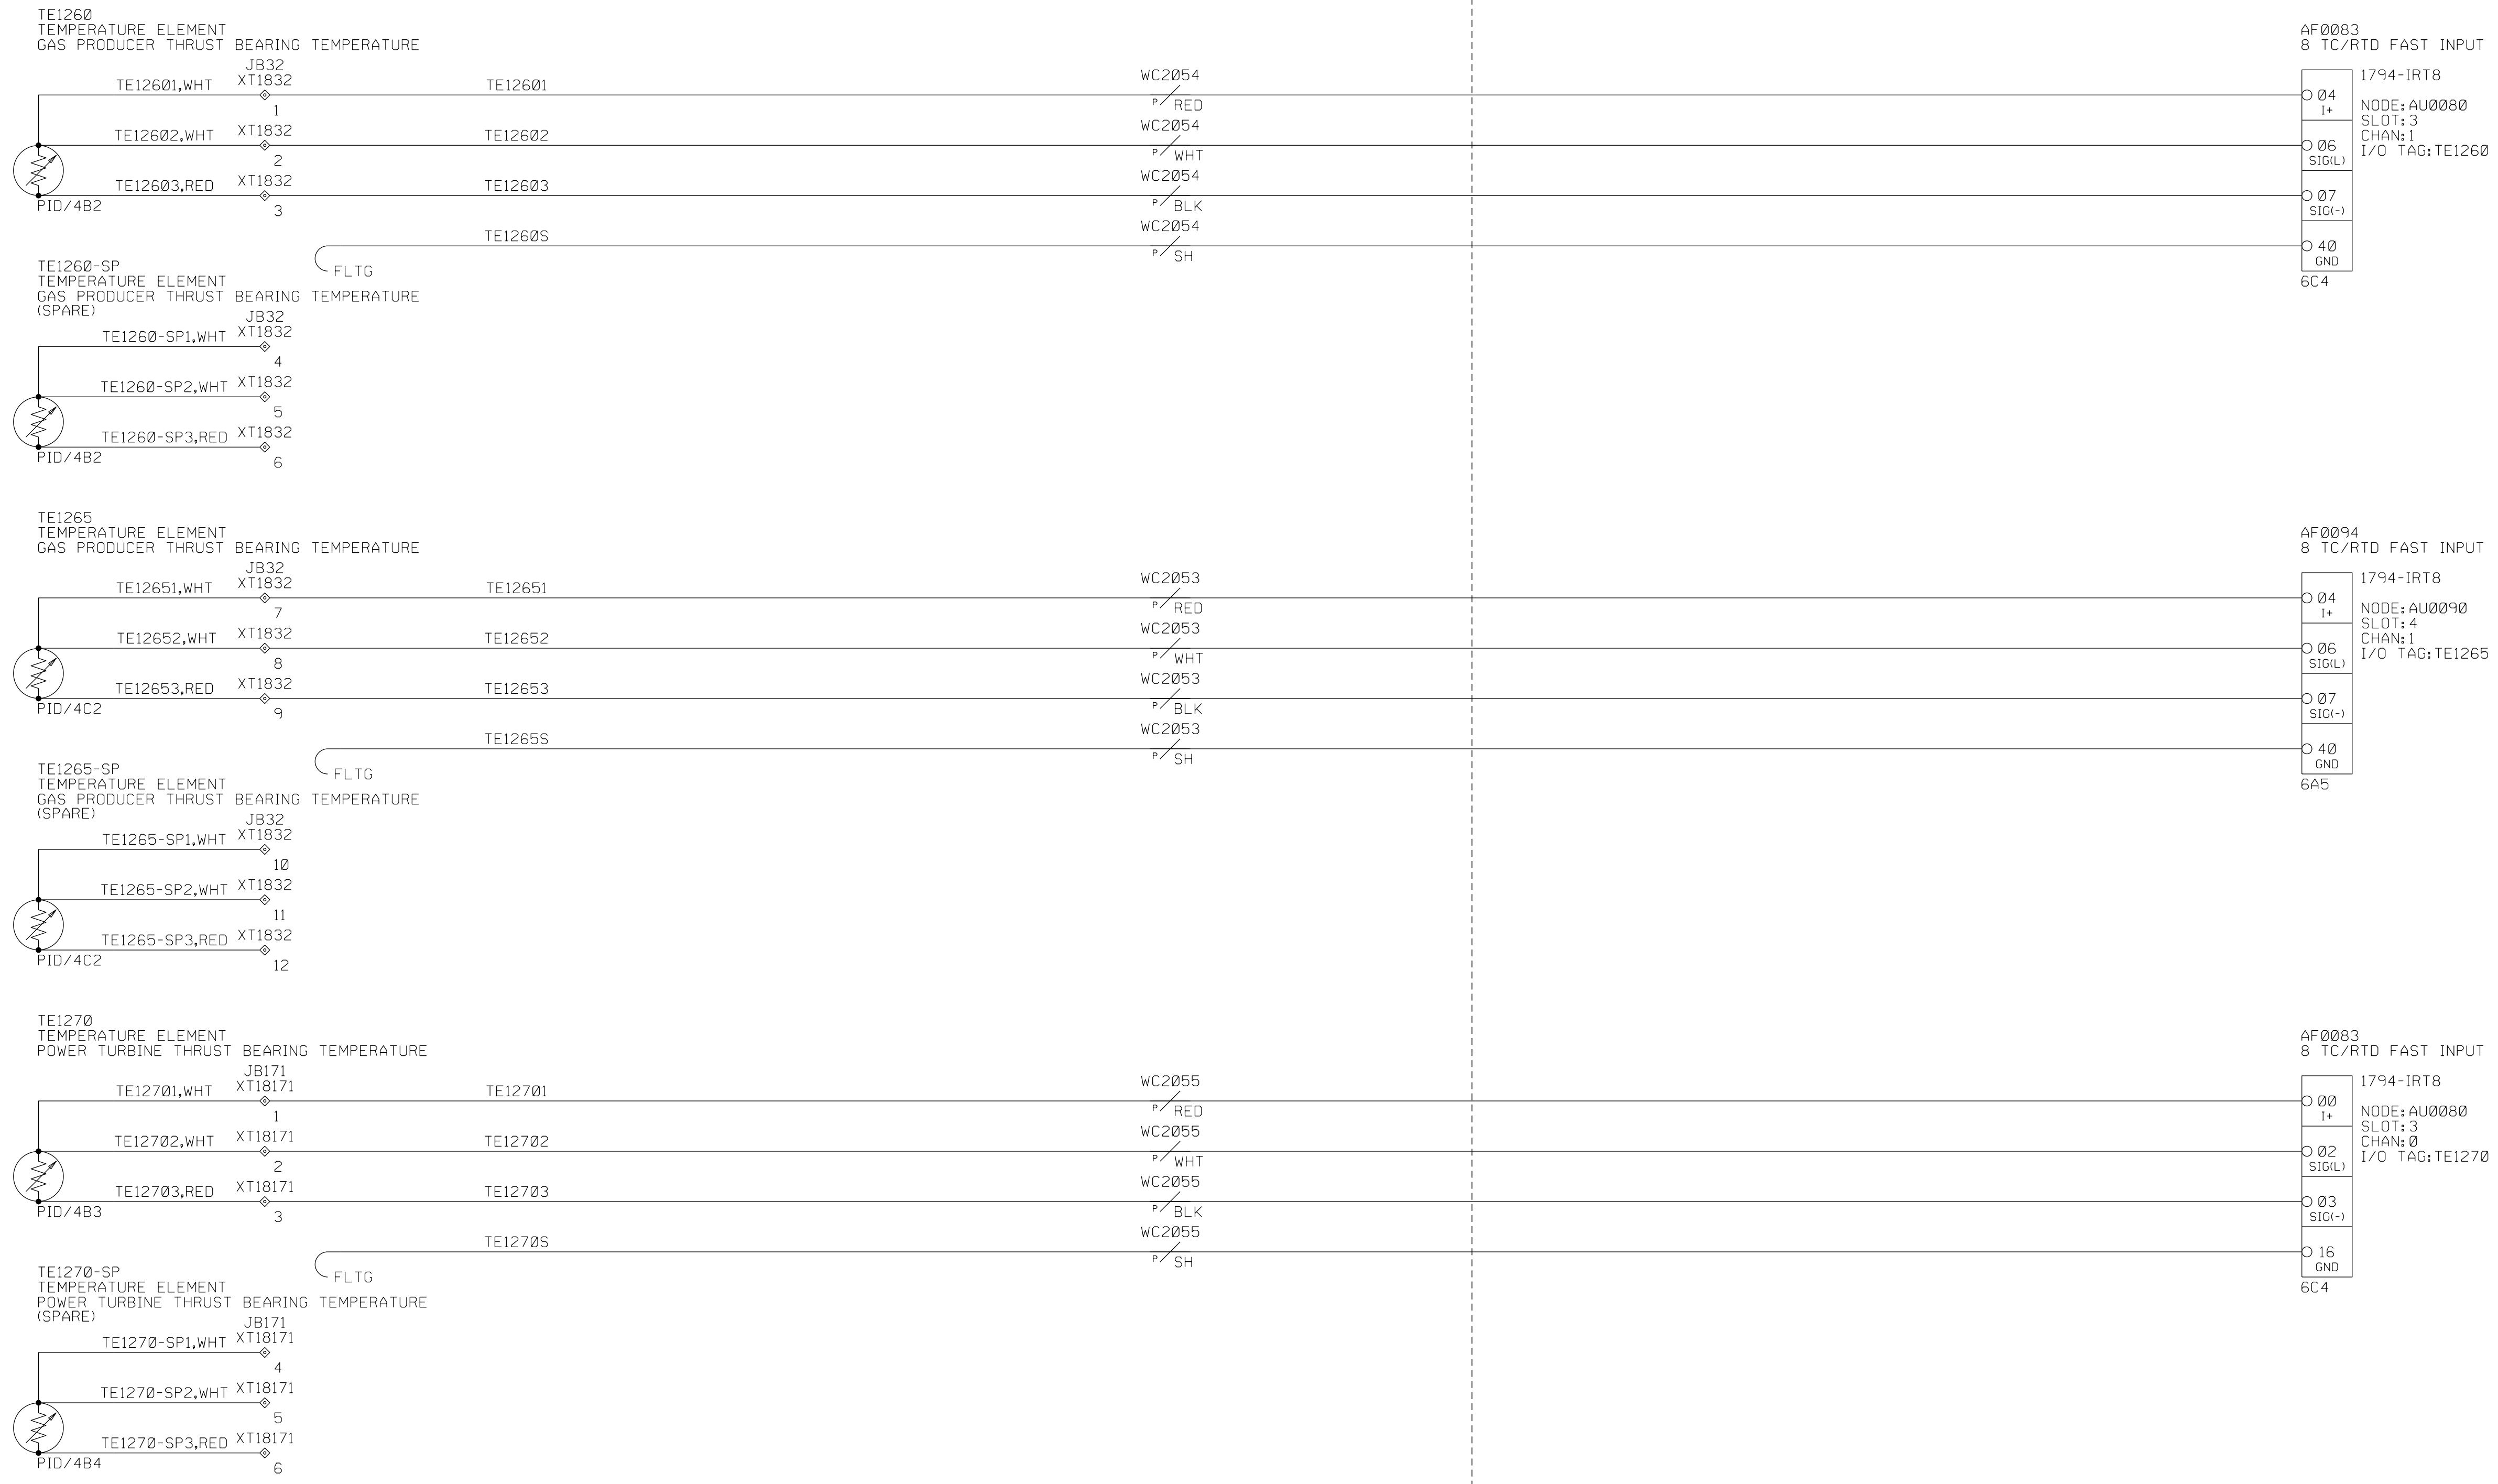 TE1260
TEMPERATURE ELEMENT
GAS PRODUCER THRUST BEARING TEMPERATURE
JB32
XT1832
TE12601,WHT
1
TE12601
WC2054
P
RED
XT1832
TE12602,WHT
2
TE12602
WC2054
P
WHT
XT1832
TE12603,RED
3
TE12603
WC2054
P
BLK
PID/4B2
TE1260S
FLTG
WC2054
P
SH
AF0083
8 TC/RTD FAST INPUT
1794-IRT8
04
I+
NODE:AU0080
SLOT:3
CHAN:1
I/O TAG:TE1260
06
SIG(L)
07
SIG(-)
40
GND
6C4
TE1260-SP
TEMPERATURE ELEMENT
GAS PRODUCER THRUST BEARING TEMPERATURE
(SPARE)
JB32
XT1832
TE1260-SP1,WHT
4
XT1832
TE1260-SP2,WHT
5
XT1832
TE1260-SP3,RED
6
PID/4B2
TE1265
TEMPERATURE ELEMENT
GAS PRODUCER THRUST BEARING TEMPERATURE
JB32
XT1832
TE12651,WHT
7
TE12651
WC2053
P
RED
XT1832
TE12652,WHT
8
TE12652
WC2053
P
WHT
XT1832
TE12653,RED
9
TE12653
WC2053
P
BLK
PID/4C2
TE1265S
FLTG
WC2053
P
SH
AF0094
8 TC/RTD FAST INPUT
1794-IRT8
04
I+
NODE:AU0090
SLOT:4
CHAN:1
I/O TAG:TE1265
06
SIG(L)
07
SIG(-)
40
GND
6A5
TE1265-SP
TEMPERATURE ELEMENT
GAS PRODUCER THRUST BEARING TEMPERATURE
(SPARE)
JB32
XT1832
TE1265-SP1,WHT
10
XT1832
TE1265-SP2,WHT
11
XT1832
TE1265-SP3,RED
12
PID/4C2
TE1270
TEMPERATURE ELEMENT
POWER TURBINE THRUST BEARING TEMPERATURE
JB171
XT18171
TE12701,WHT
1
TE12701
WC2055
P
RED
XT18171
TE12702,WHT
2
TE12702
WC2055
P
WHT
XT18171
TE12703,RED
3
TE12703
WC2055
P
BLK
PID/4B3
TE1270S
FLTG
WC2055
P
SH
AF0083
8 TC/RTD FAST INPUT
1794-IRT8
00
I+
NODE:AU0080
SLOT:3
CHAN:0
I/O TAG:TE1270
02
SIG(L)
03
SIG(-)
16
GND
6C4
TE1270-SP
TEMPERATURE ELEMENT
POWER TURBINE THRUST BEARING TEMPERATURE
(SPARE)
JB171
XT18171
TE1270-SP1,WHT
4
XT18171
TE1270-SP2,WHT
5
XT18171
TE1270-SP3,RED
6
PID/4B4